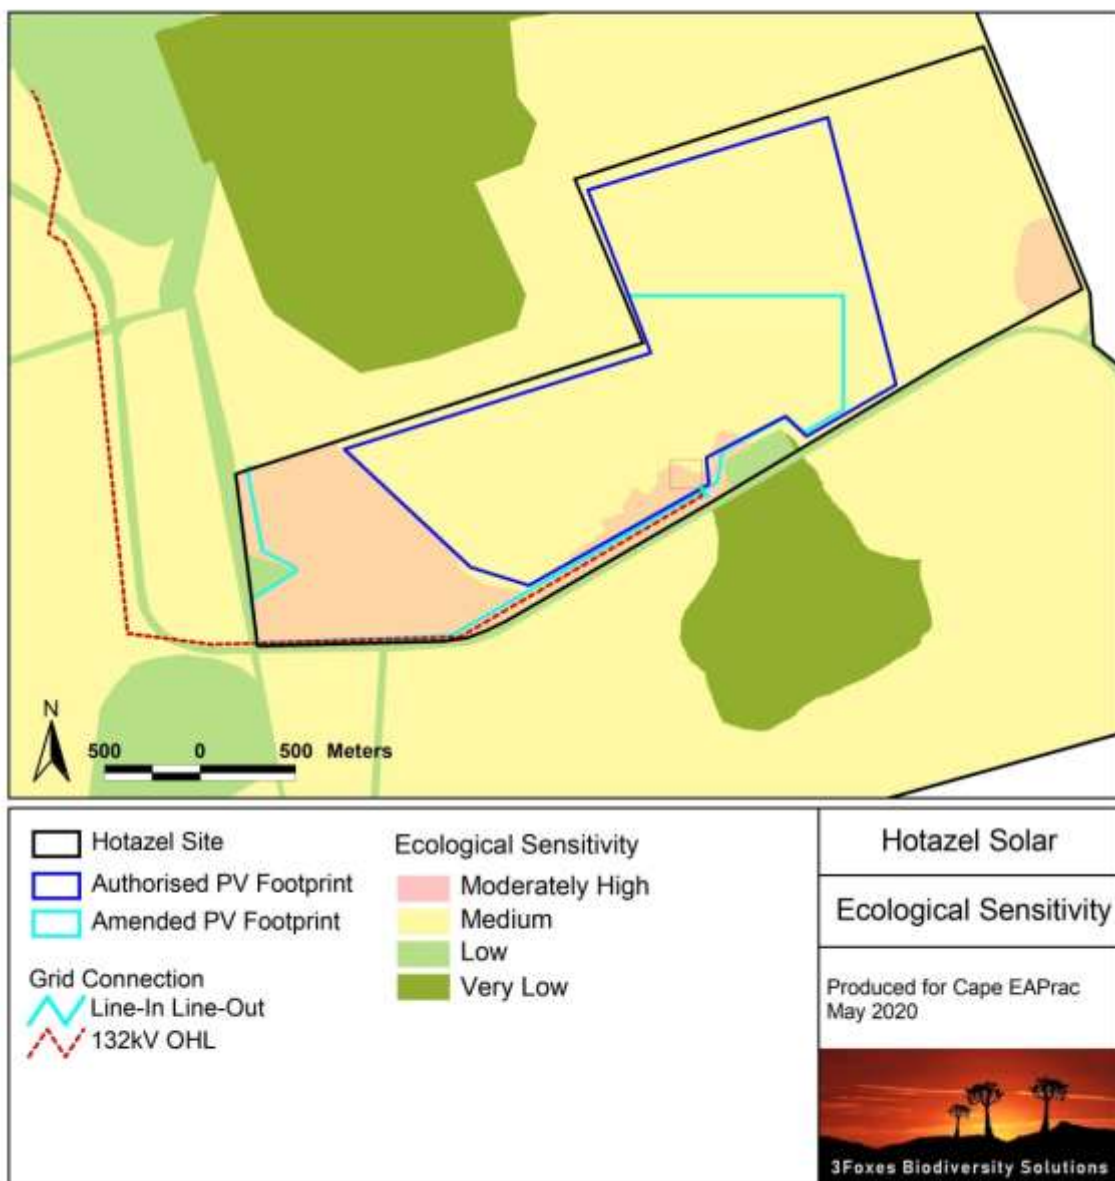 N
500 0 500 Meters
Hotazel Site
Authorised PV Footprint
Amended PV Footprint
Grid Connection
Line-In Line-Out
132kV OHL
Ecological Sensitivity
Moderately High
Medium
Low
Very Low
Hotazel Solar
Ecological Sensitivity
Produced for Cape EAPrac
May 2020
3Foxes Biodiversity Solutions